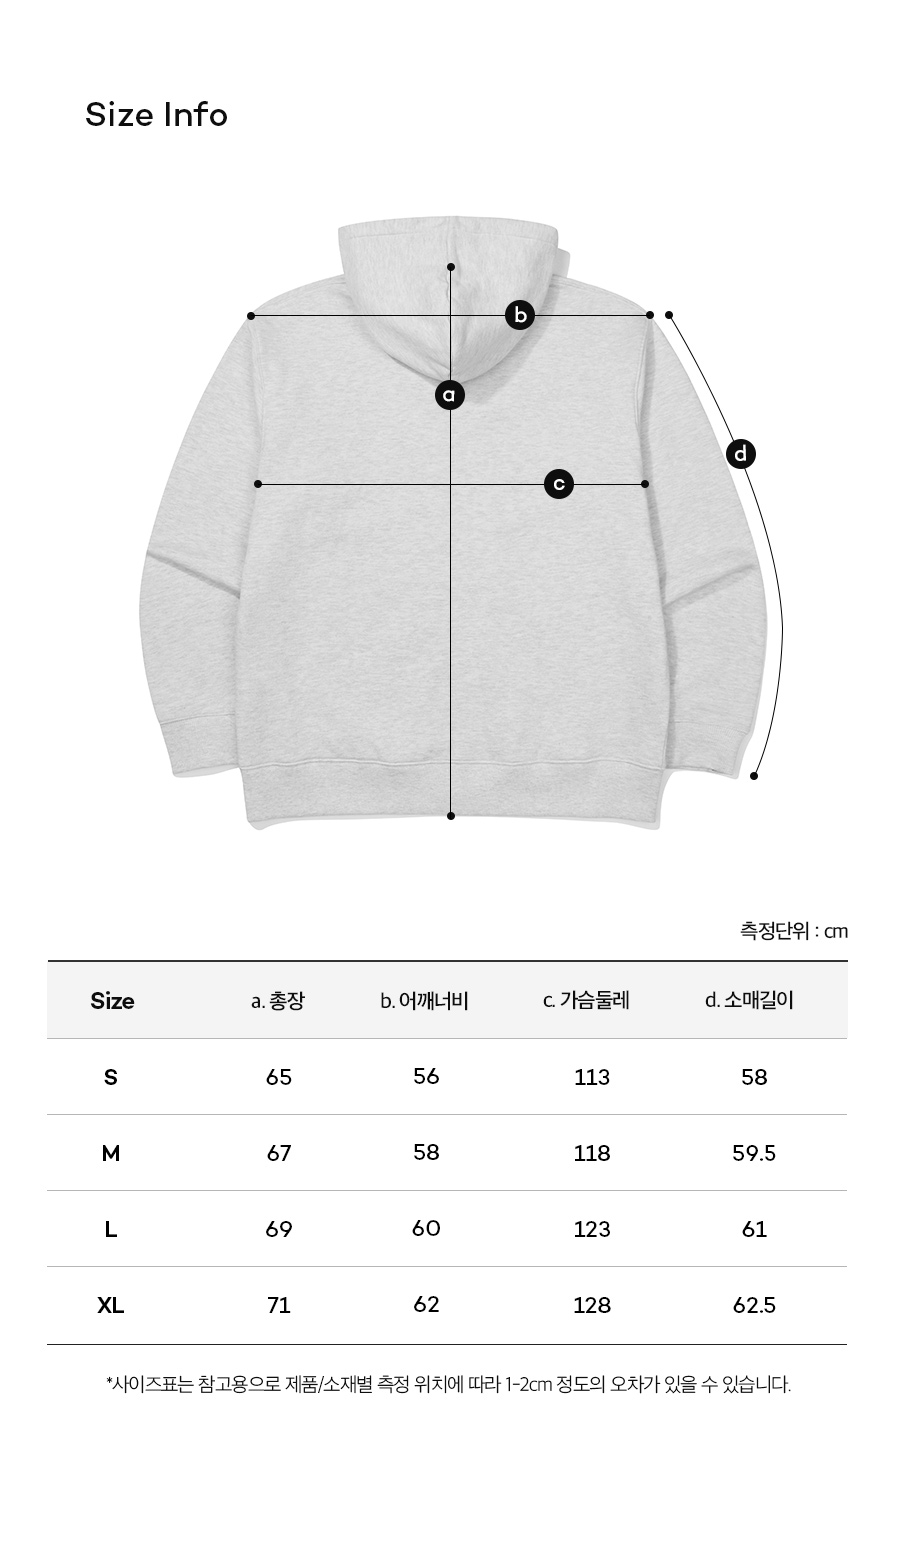 Size Info
b
a
d
c
측정단위 : cm
Size a. 총장 b. 어깨너비 c. 가슴둘레 d. 소매길이
S 65 56 113 58
M 67 58 118 59.5
L 69 60 123 61
XL 71 62 128 62.5
*사이즈표는 참고용으로 제품/소재별 측정 위치에 따라 1-2cm 정도의 오차가 있을 수 있습니다.